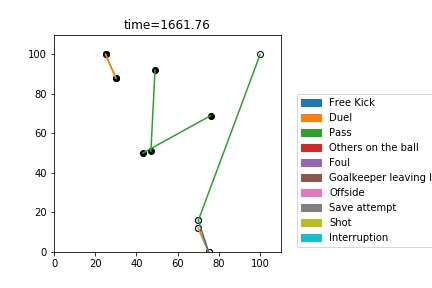 time=1661.76
100
80
60
40
20
0
0 20 40 60 80 100
Free Kick
Duel
Pass
Others on the ball
Foul
Goalkeeper leaving l
Offside
Save attempt
Shot
Interruption